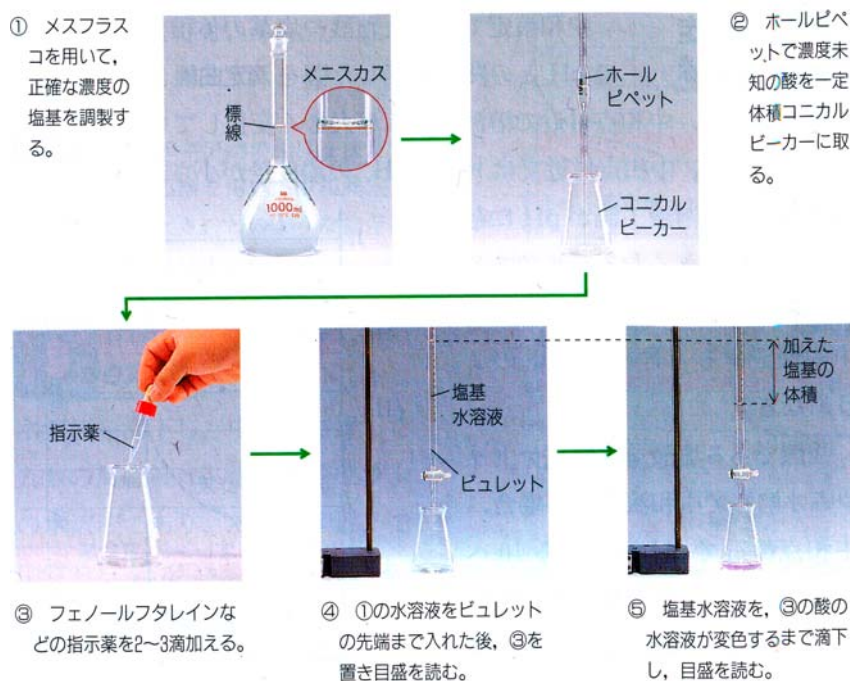 ① メスフラス
コを用いて,
正確な濃度の
塩基を調製す
る。
標線
メニスカス
1000ml
ホール
ピペット
コニカル
ビーカー
② ホールピペ
ットで濃度未
知の酸を一定
体積コニカル
ビーカーに取
る。
指示薬
塩基
水溶液
ビュレット
加えた
塩基の
体積
③ フェノールフタレインな
どの指示薬を2〜3滴加える。
④ ①の水溶液をビュレット
の先端まで入れた後, ③を
置き目盛を読む。
⑤ 塩基水溶液を, ③の酸の
水溶液が変色するまで滴下
し, 目盛を読む。